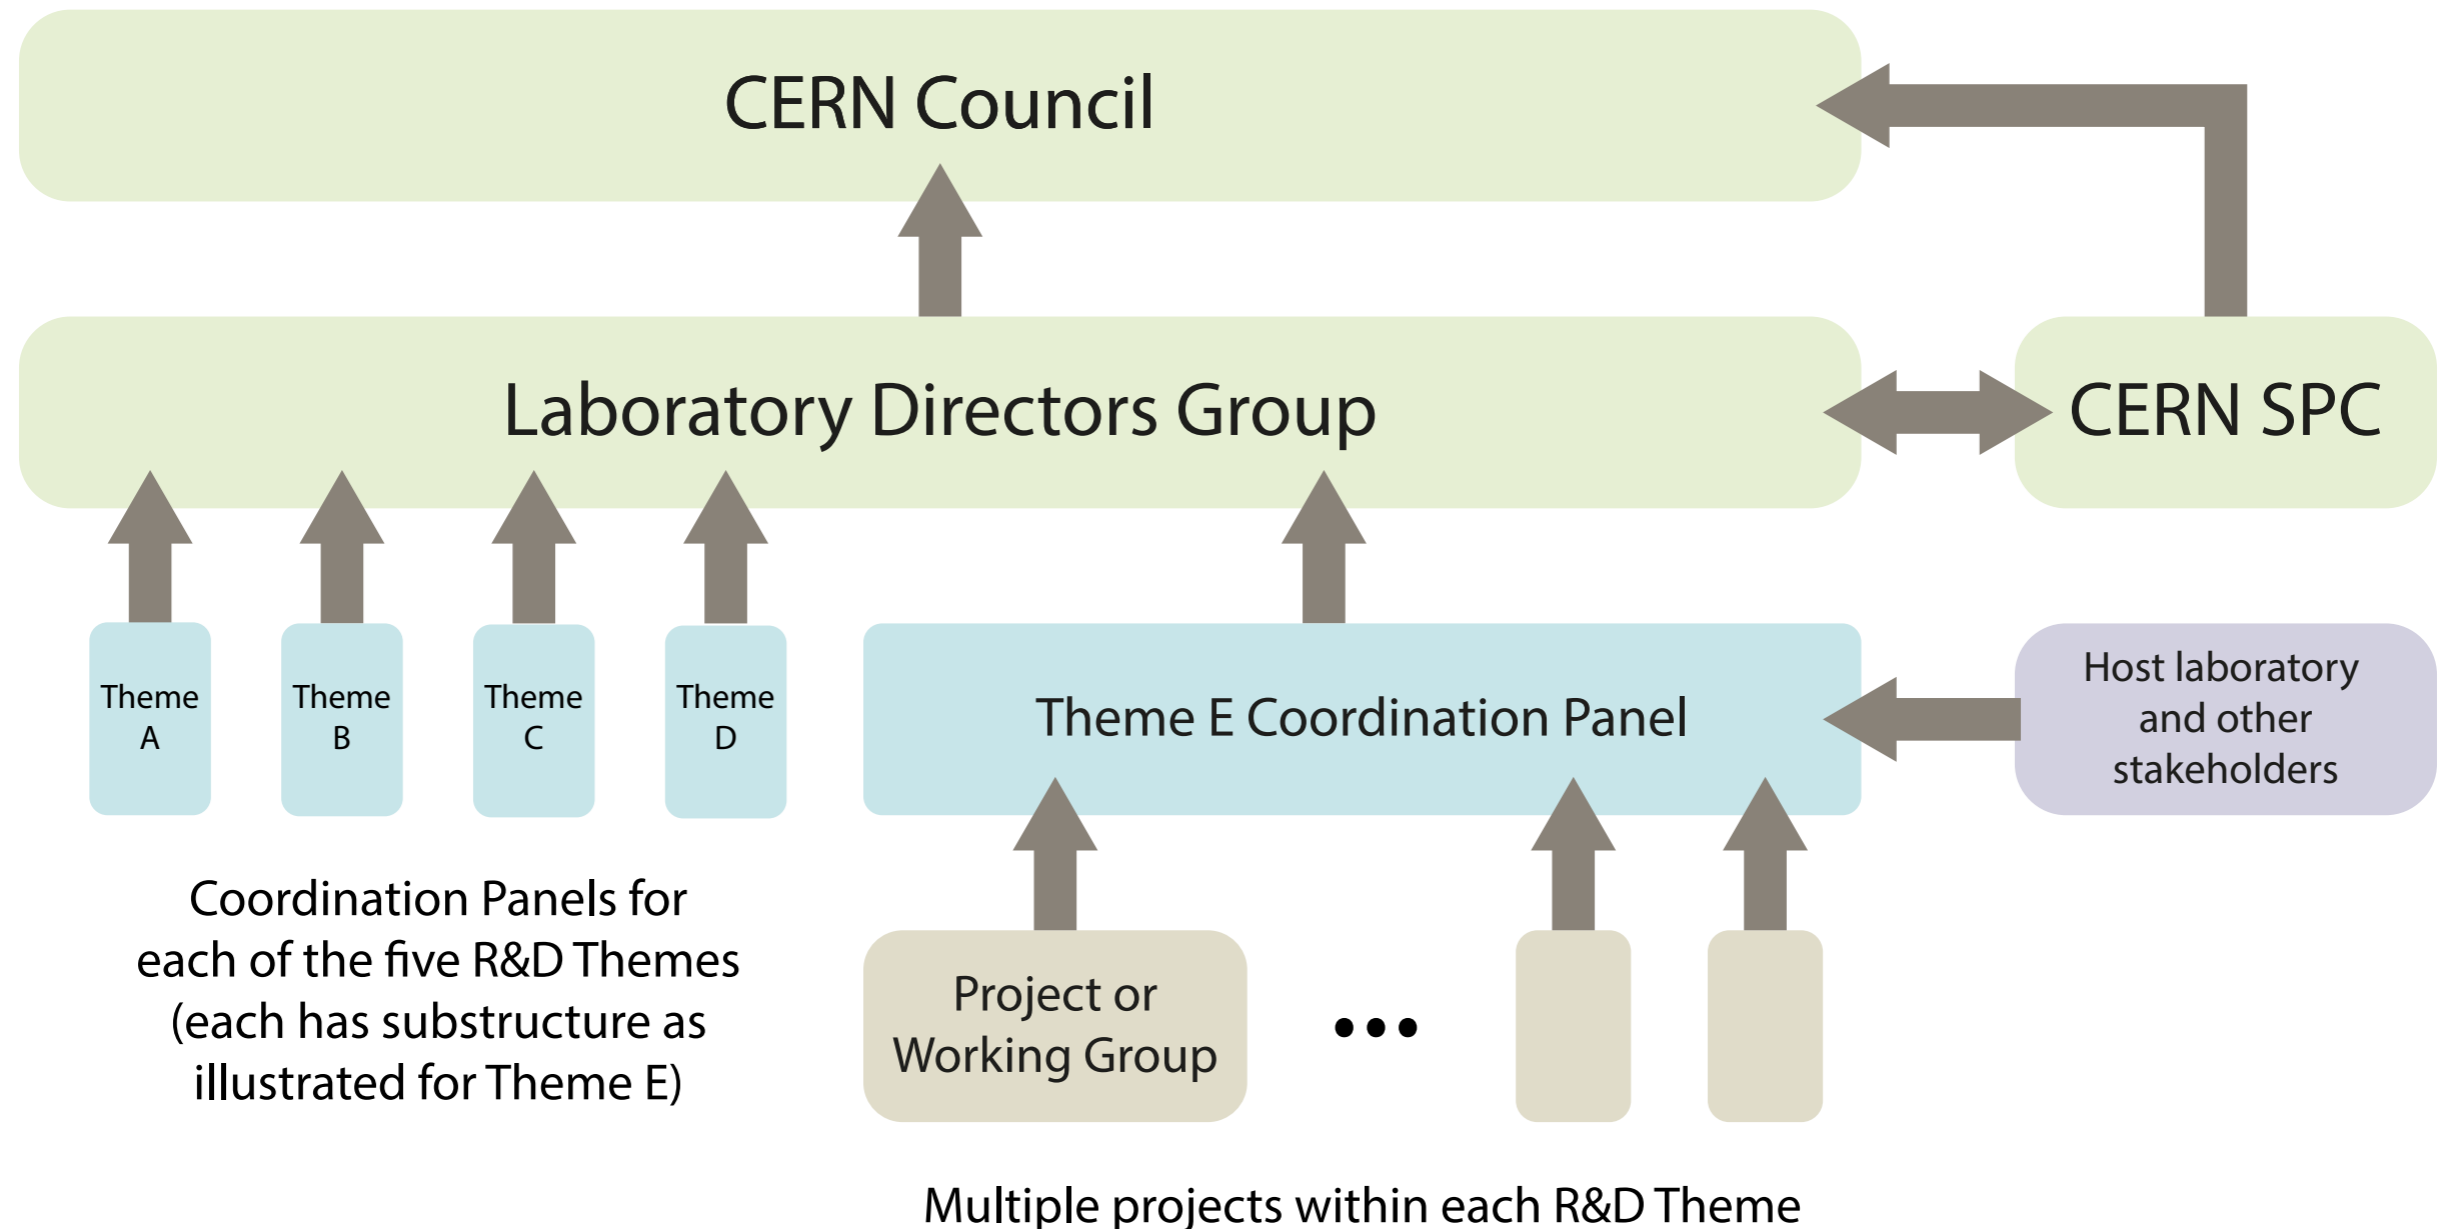 CERN Council
Laboratory Directors Group
CERN SPC
Theme
A
Theme
B
Theme
C
Theme
D
Theme E Coordination Panel
Host laboratory
and other
stakeholders
Coordination Panels for
each of the five R&D Themes
(each has substructure as
illustrated for Theme E)
Project or
Working Group
•••
Multiple projects within each R&D Theme